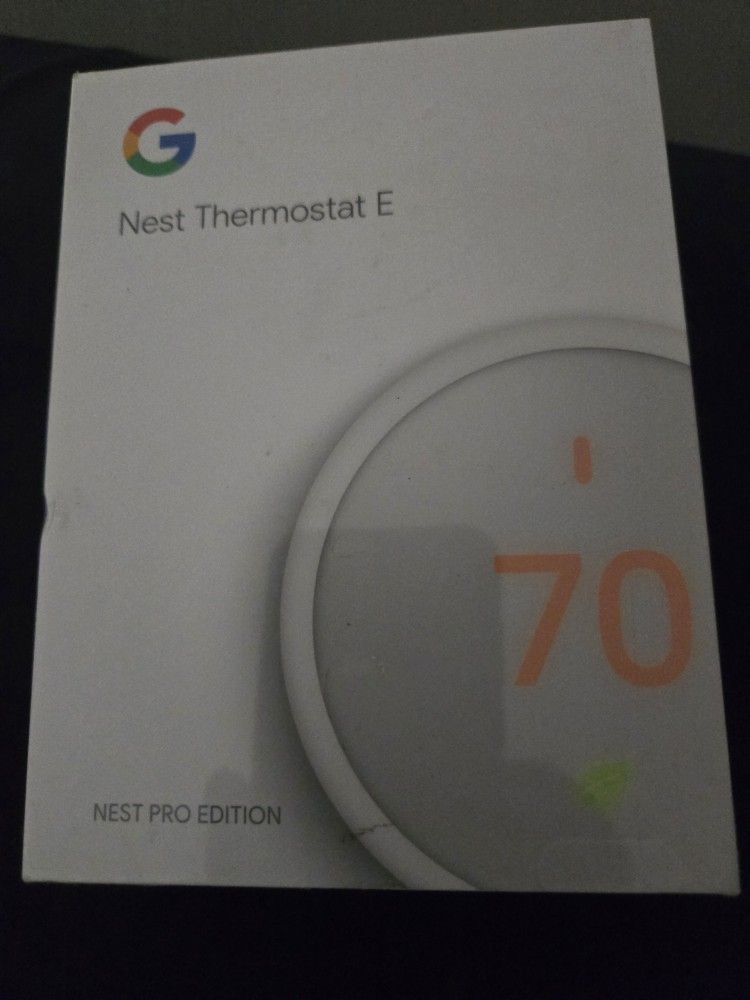 G
Nest Thermostat E
70
NEST PRO EDITION